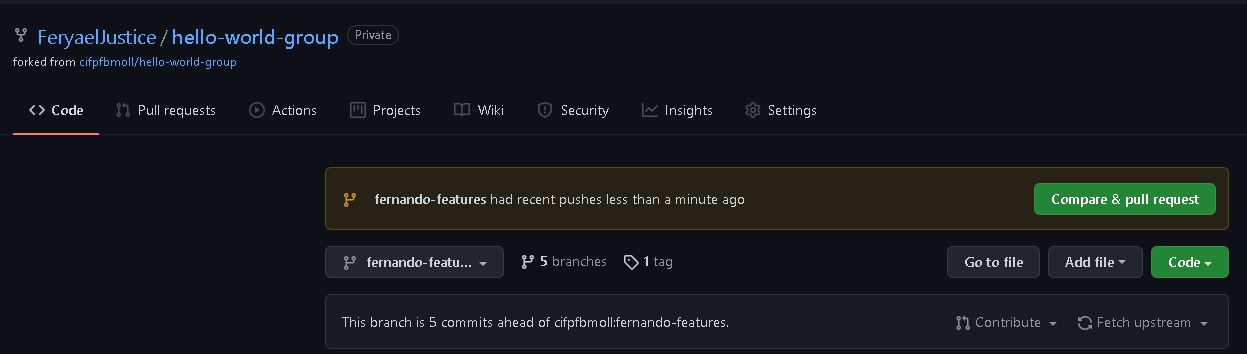 FeryaelJustice / hello-world-group Private
forked from cifpfbmoll/hello-world-group
Code Pull requests Actions Projects Wiki Security Insights Settings
fernando-features had recent pushes less than a minute ago Compare & pull request
fernando-featu... 5 branches 1 tag Go to file Add file Code
This branch is 5 commits ahead of cifpfbmoll:fernando-features. Contribute Fetch upstream